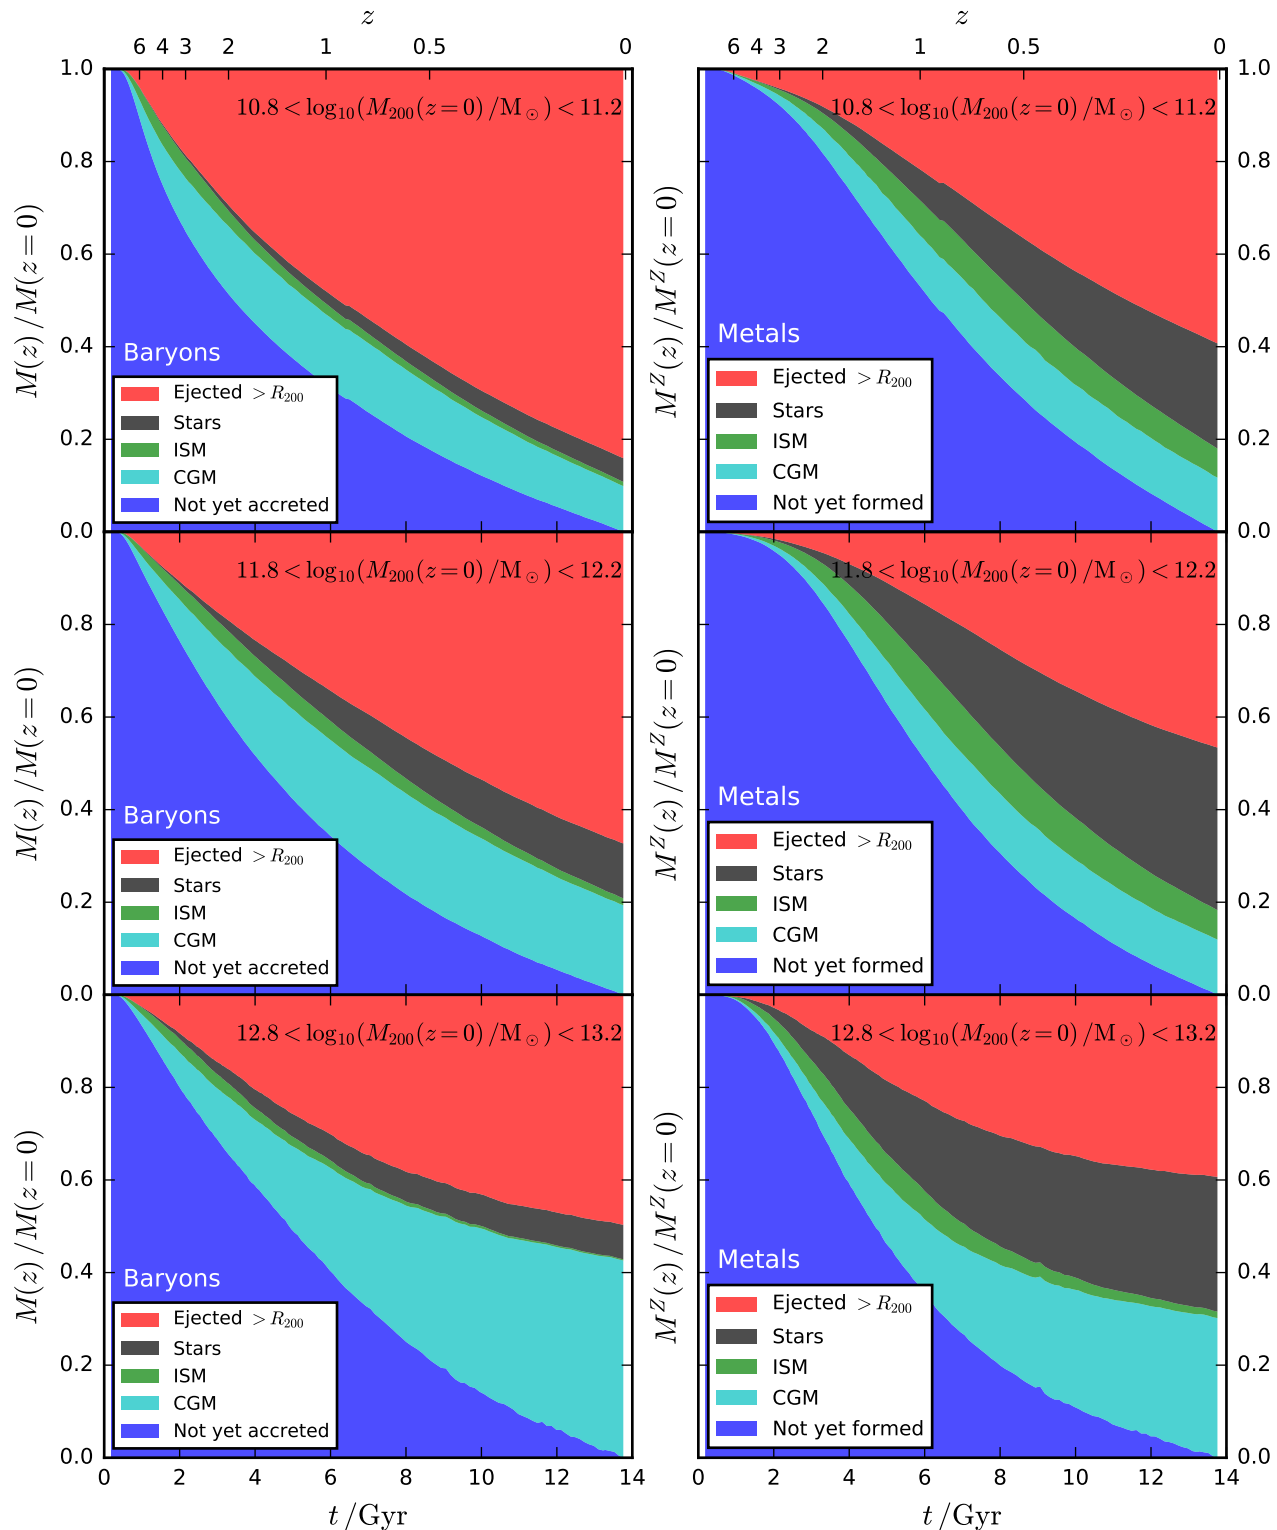 z z
6 4 3 2 1 0.5 0 6 4 3 2 1 0.5 0
1.0 1.0
10.8 < log₁₀(M₂₀₀(z = 0) /M☉) < 11.2 10.8 < log₁₀(M₂₀₀(z = 0) /M☉) < 11.2
0.8 0.8
M(z) / M(z = 0) M^Z(z) / M^Z(z = 0)
0.6 0.6
0.4 0.4
Baryons Metals
Ejected > R₂₀₀ Ejected > R₂₀₀
Stars Stars
0.2 0.2
ISM ISM
CGM CGM
Not yet accreted Not yet formed
0.0 0.0
11.8 < log₁₀(M₂₀₀(z = 0) /M☉) < 12.2 11.8 < log₁₀(M₂₀₀(z = 0) /M☉) < 12.2
0.8 0.8
M(z) / M(z = 0) M^Z(z) / M^Z(z = 0)
0.6 0.6
0.4 0.4
Baryons Metals
Ejected > R₂₀₀ Ejected > R₂₀₀
Stars Stars
0.2 0.2
ISM ISM
CGM CGM
Not yet accreted Not yet formed
0.0 0.0
12.8 < log₁₀(M₂₀₀(z = 0) /M☉) < 13.2 12.8 < log₁₀(M₂₀₀(z = 0) /M☉) < 13.2
0.8 0.8
M(z) / M(z = 0) M^Z(z) / M^Z(z = 0)
0.6 0.6
0.4 0.4
Baryons Metals
Ejected > R₂₀₀ Ejected > R₂₀₀
Stars Stars
0.2 0.2
ISM ISM
CGM CGM
Not yet accreted Not yet formed
0.0 0.0
0 2 4 6 8 10 12 14 0 2 4 6 8 10 12 14
t /Gyr t /Gyr